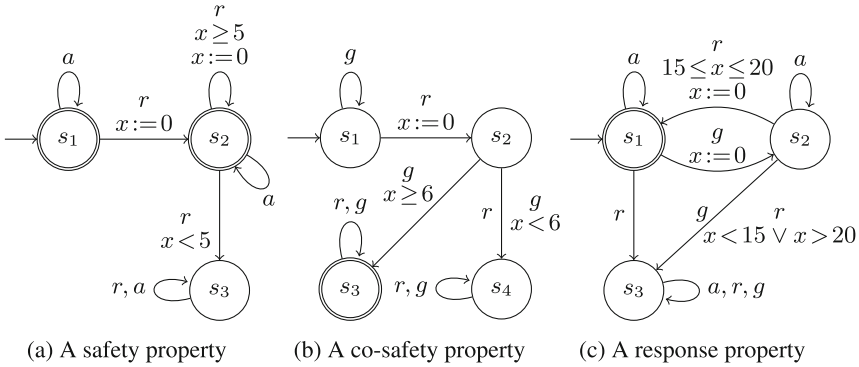 a
r
x := 0
s1
r
x ≥ 5
x := 0
s2
a
r
x < 5
r, a
s3
(a) A safety property
g
r
x := 0
s1
s2
g
x ≥ 6
r
g
x < 6
r, g
s3
r, g
s4
(b) A co-safety property
a
r
15 ≤ x ≤ 20
x := 0
a
s1
g
x := 0
s2
r
g
r
x < 15 ∨ x > 20
s3
a, r, g
(c) A response property